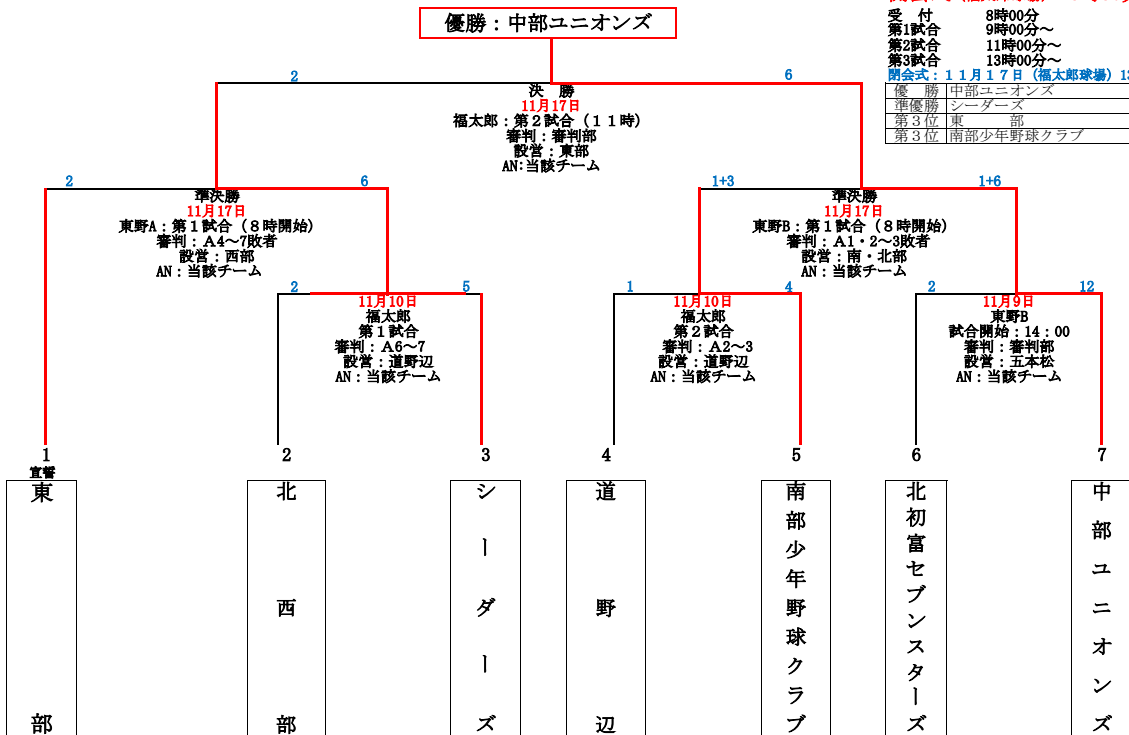 優勝：中部ユニオンズ
受　付　8時00分
第1試合　9時00分～
第2試合　11時00分～
第3試合　13時00分～
閉会式：１１月１７日（福太郎球場）
優　勝　中部ユニオンズ
準優勝　シーダーズ
第３位　東　　部
第３位　南部少年野球クラブ
2　6
決　勝
11月17日
福太郎：第２試合（１１時）
審判：審判部
設営：東部
AN:当該チーム
2　6
準決勝
11月17日
東野A：第１試合（８時開始）
審判：A4～7敗者
設営：西部
AN：当該チーム
1+3　1+6
準決勝
11月17日
東野B：第１試合（８時開始）
審判：A1・2～3敗者
設営：南・北部
AN：当該チーム
2　5
11月10日
福太郎
第１試合
審判：A6～7
設営：道野辺
AN：当該チーム
1　4
11月10日
福太郎
第２試合
審判：A2～3
設営：道野辺
AN：当該チーム
2　12
11月9日
東野B
試合開始：14：00
審判：審判部
設営：五本松
AN：当該チーム
1　2　3　4　5　6　7
宣誓
東部
北西部
シーダーズ
道野辺
南部少年野球クラブ
北初富セブンスターズ
中部ユニオンズ